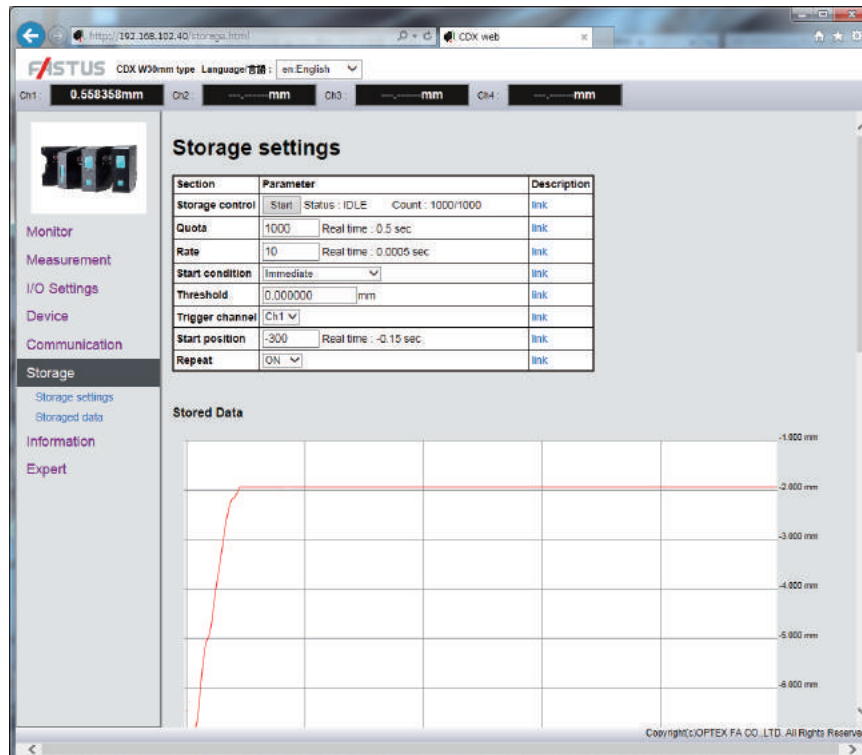 http://192.168.102.40/storega.html
CDX web
FASTUS CDX W30mm type Language/言語 : en:English
Ch1 : 0.558358mm Ch2 : ---.------mm Ch3 : ---.------mm Ch4 : ---.------mm
Storage settings
Section Parameter Description
Storage control Start Status : IDLE Count : 1000/1000 link
Quota 1000 Real time : 0.5 sec link
Rate 10 Real time : 0.0005 sec link
Start condition Immediate link
Threshold 0.000000 mm link
Trigger channel Ch1 link
Start position -300 Real time : -0.15 sec link
Repeat ON link
Monitor
Measurement
I/O Settings
Device
Communication
Storage
Storage settings
Storaged data
Information
Expert
Stored Data
-1.000 mm
-2.000 mm
-3.000 mm
-4.000 mm
-5.000 mm
-6.000 mm
Copyright(c)OPTEX FA CO.,LTD. All Rights Reserve